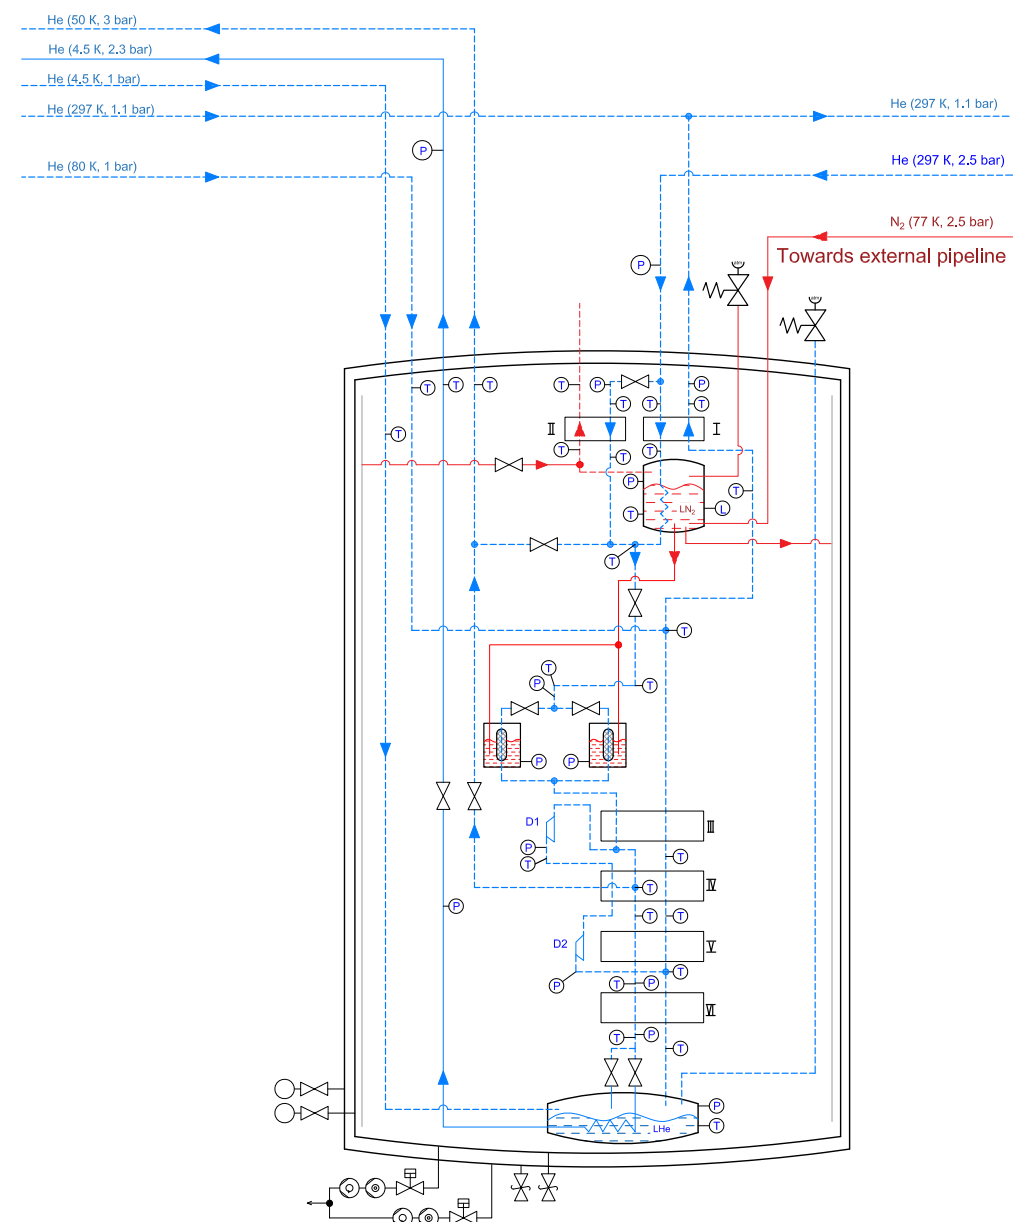 He (50 K, 3 bar)
He (4.5 K, 2.3 bar)
He (4.5 K, 1 bar)
He (297 K, 1.1 bar)
He (297 K, 1.1 bar)
He (80 K, 1 bar)
He (297 K, 2.5 bar)
N₂ (77 K, 2.5 bar)
Towards external pipeline
P
P
T
T
T
T
P
T
T
P
T
II
I
T
T
T
T
P
T
LN₂
L
T
T
T
T
P
T
P
P
D1
III
P
T
T
IV
T
P
T
T
D2
V
T
P
T
P
VI
T
P
T
P
LHe
T